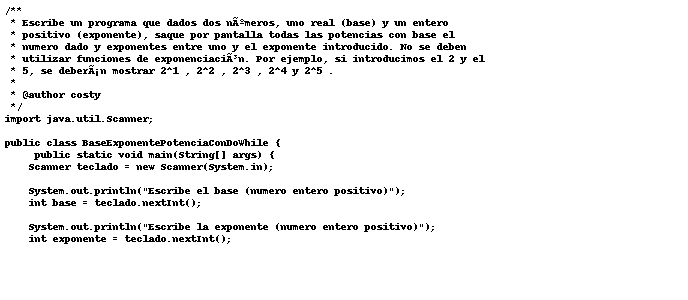 /**
 * Escribe un programa que dados dos nÃºmeros, uno real (base) y un entero
 * positivo (exponente), saque por pantalla todas las potencias con base el
 * numero dado y exponentes entre uno y el exponente introducido. No se deben
 * utilizar funciones de exponenciaciÃ³n. Por ejemplo, si introducimos el 2 y el
 * 5, se deberÃ¡n mostrar 2^1 , 2^2 , 2^3 , 2^4 y 2^5 .
 *
 * @author costy
 */
import java.util.Scanner;

public class BaseExponentePotenciaConDoWhile {
     public static void main(String[] args) {
    Scanner teclado = new Scanner(System.in);

    System.out.println("Escribe el base (numero entero positivo)");
    int base = teclado.nextInt();

    System.out.println("Escribe la exponente (numero entero positivo)");
    int exponente = teclado.nextInt();